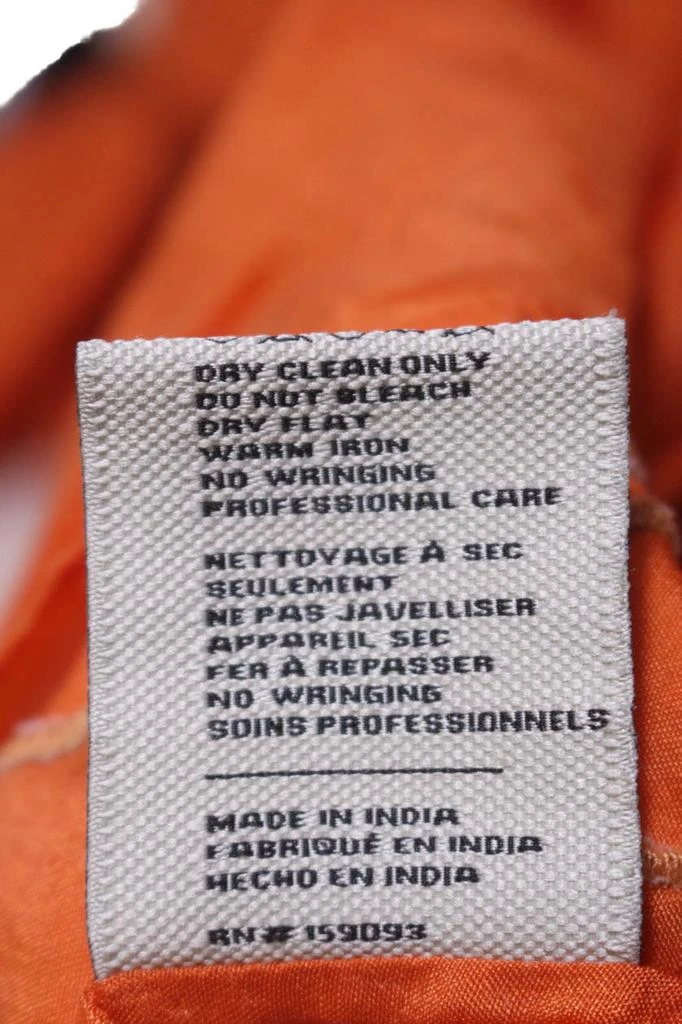 DRY CLEAN ONLY
DO NOT BLEACH
DRY FLAT
WARM IRON
NO WRINGING
PROFESSIONAL CARE
NETTOYAGE À SEC
SEULEMENT
NE PAS JAVELLISER
APPAREIL SEC
FER À REPASSER
NO WRINGING
SOINS PROFESSIONNELS
MADE IN INDIA
FABRIQUÉ EN INDIA
HECHO EN INDIA
RN# 159093